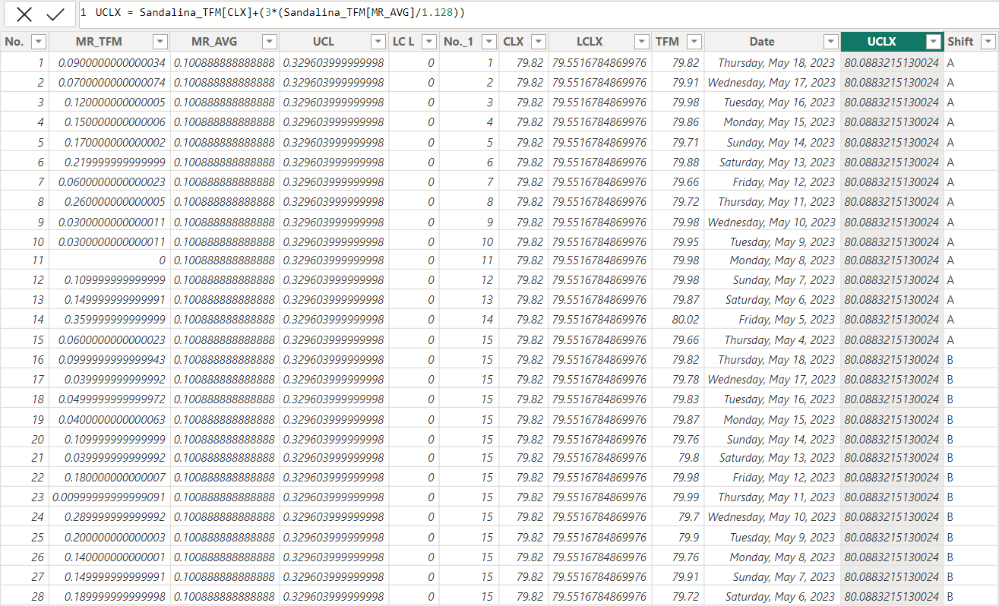 1 UCLX = Sandalina_TFM[CLX]+(3*(Sandalina_TFM[MR_AVG]/1.128))
No. MR_TFM MR_AVG UCL LC L No._1 CLX LCLX TFM Date UCLX Shift
1 0.0900000000000034 0.100888888888888 0.329603999999998 0 1 79.82 79.5516784869976 79.82 Thursday, May 18, 2023 80.0883215130024 A
2 0.0700000000000074 0.100888888888888 0.329603999999998 0 2 79.82 79.5516784869976 79.91 Wednesday, May 17, 2023 80.0883215130024 A
3 0.120000000000005 0.100888888888888 0.329603999999998 0 3 79.82 79.5516784869976 79.98 Tuesday, May 16, 2023 80.0883215130024 A
4 0.150000000000006 0.100888888888888 0.329603999999998 0 4 79.82 79.5516784869976 79.86 Monday, May 15, 2023 80.0883215130024 A
5 0.170000000000002 0.100888888888888 0.329603999999998 0 5 79.82 79.5516784869976 79.71 Sunday, May 14, 2023 80.0883215130024 A
6 0.219999999999999 0.100888888888888 0.329603999999998 0 6 79.82 79.5516784869976 79.88 Saturday, May 13, 2023 80.0883215130024 A
7 0.0600000000000023 0.100888888888888 0.329603999999998 0 7 79.82 79.5516784869976 79.66 Friday, May 12, 2023 80.0883215130024 A
8 0.260000000000005 0.100888888888888 0.329603999999998 0 8 79.82 79.5516784869976 79.72 Thursday, May 11, 2023 80.0883215130024 A
9 0.0300000000000011 0.100888888888888 0.329603999999998 0 9 79.82 79.5516784869976 79.98 Wednesday, May 10, 2023 80.0883215130024 A
10 0.0300000000000011 0.100888888888888 0.329603999999998 0 10 79.82 79.5516784869976 79.95 Tuesday, May 9, 2023 80.0883215130024 A
11 0 0.100888888888888 0.329603999999998 0 11 79.82 79.5516784869976 79.98 Monday, May 8, 2023 80.0883215130024 A
12 0.109999999999999 0.100888888888888 0.329603999999998 0 12 79.82 79.5516784869976 79.98 Sunday, May 7, 2023 80.0883215130024 A
13 0.149999999999991 0.100888888888888 0.329603999999998 0 13 79.82 79.5516784869976 79.87 Saturday, May 6, 2023 80.0883215130024 A
14 0.359999999999999 0.100888888888888 0.329603999999998 0 14 79.82 79.5516784869976 80.02 Friday, May 5, 2023 80.0883215130024 A
15 0.0600000000000023 0.100888888888888 0.329603999999998 0 15 79.82 79.5516784869976 79.66 Thursday, May 4, 2023 80.0883215130024 A
16 0.0999999999999943 0.100888888888888 0.329603999999998 0 15 79.82 79.5516784869976 79.82 Thursday, May 18, 2023 80.0883215130024 B
17 0.039999999999992 0.100888888888888 0.329603999999998 0 15 79.82 79.5516784869976 79.78 Wednesday, May 17, 2023 80.0883215130024 B
18 0.0499999999999972 0.100888888888888 0.329603999999998 0 15 79.82 79.5516784869976 79.83 Tuesday, May 16, 2023 80.0883215130024 B
19 0.0400000000000063 0.100888888888888 0.329603999999998 0 15 79.82 79.5516784869976 79.87 Monday, May 15, 2023 80.0883215130024 B
20 0.109999999999999 0.100888888888888 0.329603999999998 0 15 79.82 79.5516784869976 79.76 Sunday, May 14, 2023 80.0883215130024 B
21 0.039999999999992 0.100888888888888 0.329603999999998 0 15 79.82 79.5516784869976 79.8 Saturday, May 13, 2023 80.0883215130024 B
22 0.180000000000007 0.100888888888888 0.329603999999998 0 15 79.82 79.5516784869976 79.98 Friday, May 12, 2023 80.0883215130024 B
23 0.00999999999999091 0.100888888888888 0.329603999999998 0 15 79.82 79.5516784869976 79.99 Thursday, May 11, 2023 80.0883215130024 B
24 0.289999999999992 0.100888888888888 0.329603999999998 0 15 79.82 79.5516784869976 79.7 Wednesday, May 10, 2023 80.0883215130024 B
25 0.200000000000003 0.100888888888888 0.329603999999998 0 15 79.82 79.5516784869976 79.9 Tuesday, May 9, 2023 80.0883215130024 B
26 0.140000000000001 0.100888888888888 0.329603999999998 0 15 79.82 79.5516784869976 79.76 Monday, May 8, 2023 80.0883215130024 B
27 0.149999999999991 0.100888888888888 0.329603999999998 0 15 79.82 79.5516784869976 79.91 Sunday, May 7, 2023 80.0883215130024 B
28 0.189999999999998 0.100888888888888 0.329603999999998 0 15 79.82 79.5516784869976 79.72 Saturday, May 6, 2023 80.0883215130024 B